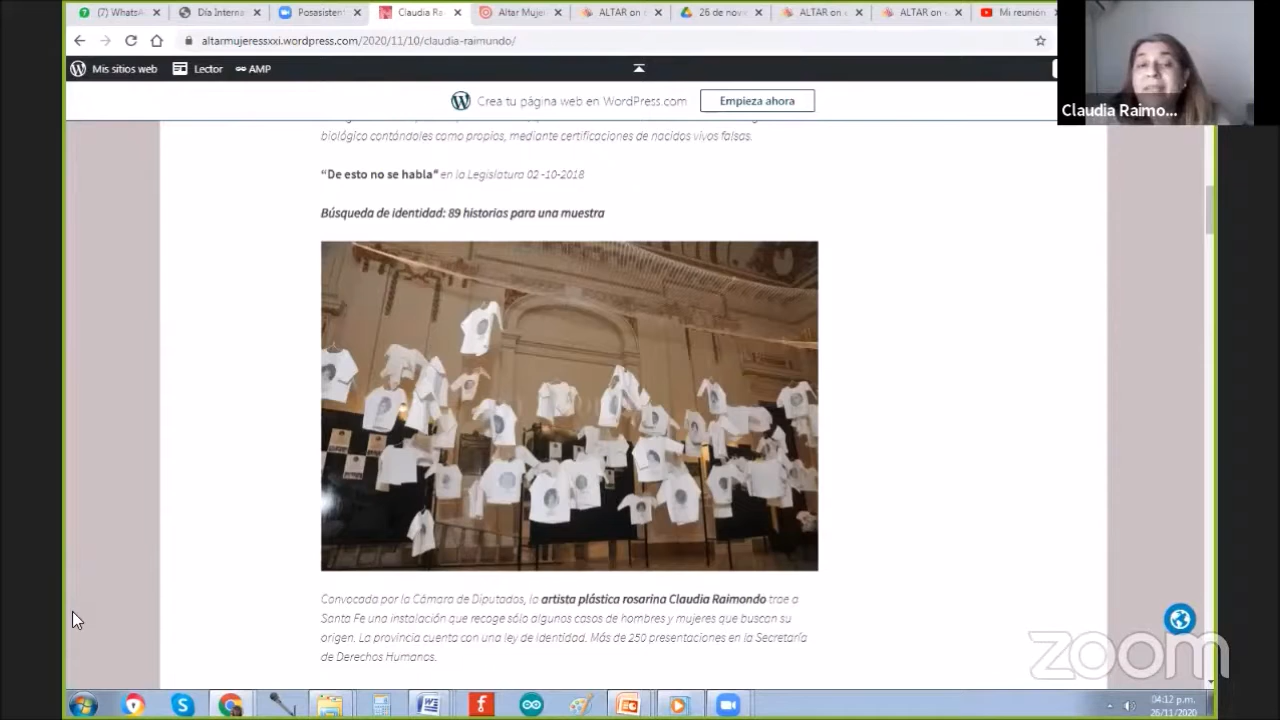 (7) WhatsA
Día Interna
Posasistent
Claudia Ra
Altar Mujer
ALTAR on
26 de nov
ALTAR on
ALTAR on
Mi reunión
altarmujeressxxi.wordpress.com/2020/11/10/claudia-raimundo/
Mis sitios web
Lector
AMP
Crea tu página web en WordPress.com
Empieza ahora
Claudia Raimo...
biológico contándoles como propios, mediante certificaciones de nacidos vivos falsas.
“De esto no se habla“ en la Legislatura 02 -10-2018
Búsqueda de identidad: 89 historias para una muestra
Convocada por la Cámara de Diputados, la artista plástica rosarina Claudia Raimondo trae a
Santa Fe una instalación que recoge sólo algunos casos de hombres y mujeres que buscan su
origen. La provincia cuenta con una ley de identidad. Más de 250 presentaciones en la Secretaría
de Derechos Humanos.
zoom
04:12 p.m.
26/11/2020